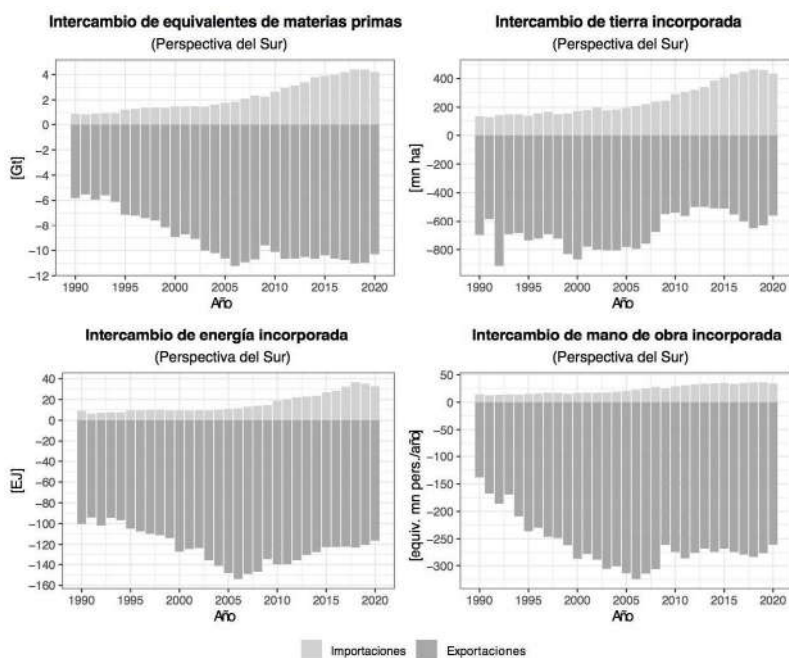 Intercambio de equivalentes de materias primas
(Perspectiva del Sur)
4
2
0
−2
−4
−6
−8
−10
−12
[Gt]
1990 1995 2000 2005 2010 2015 2020
Año
Intercambio de tierra incorporada
(Perspectiva del Sur)
400
200
0
−200
−400
−600
−800
[mn ha]
1990 1995 2000 2005 2010 2015 2020
Año
Intercambio de energía incorporada
(Perspectiva del Sur)
40
20
0
−20
−40
−60
−80
−100
−120
−140
−160
[EJ]
1990 1995 2000 2005 2010 2015 2020
Año
Intercambio de mano de obra incorporada
(Perspectiva del Sur)
50
0
−50
−100
−150
−200
−250
−300
[equiv. mn pers./año]
1990 1995 2000 2005 2010 2015 2020
Año
Importaciones Exportaciones